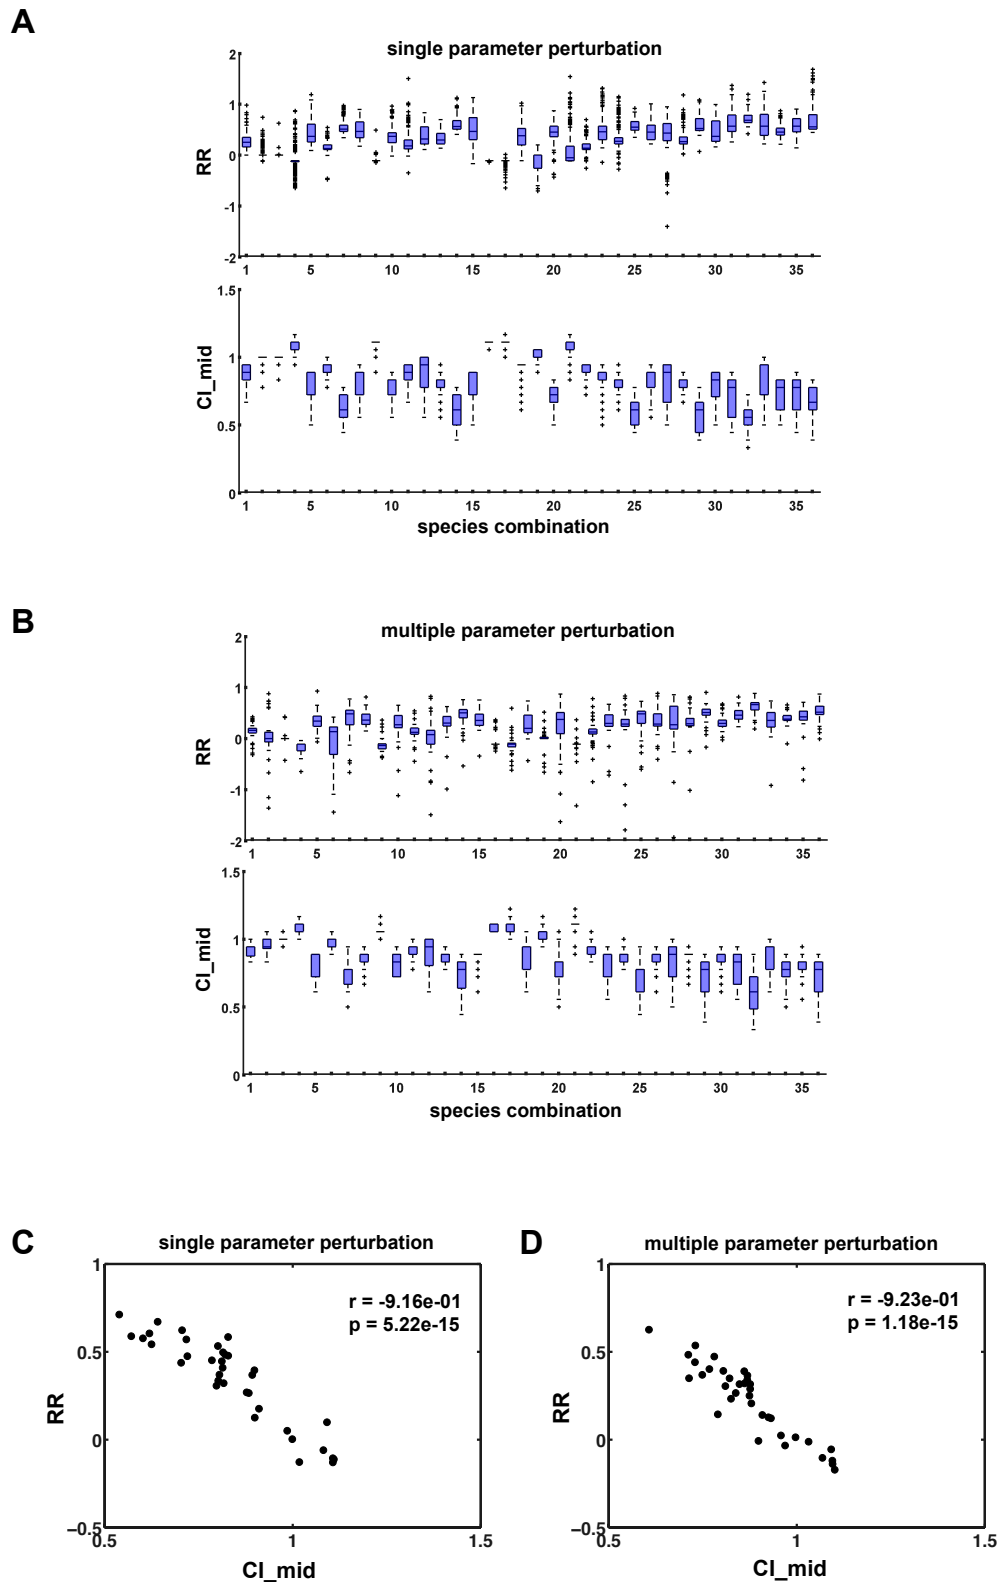 A
single parameter perturbation
2
1
0
-1
-2
RR
1 5 10 15 20 25 30 35
1.5
1
0.5
0
CI_mid
1 5 10 15 20 25 30 35
species combination
B
multiple parameter perturbation
2
1
0
-1
-2
RR
1 5 10 15 20 25 30 35
1.5
1
0.5
0
CI_mid
1 5 10 15 20 25 30 35
species combination
C
single parameter perturbation
1
0.5
0
−0.5
RR
r = -9.16e-01
p = 5.22e-15
0.5 1 1.5
CI_mid
D
multiple parameter perturbation
1
0.5
0
−0.5
RR
r = -9.23e-01
p = 1.18e-15
0.5 1 1.5
CI_mid